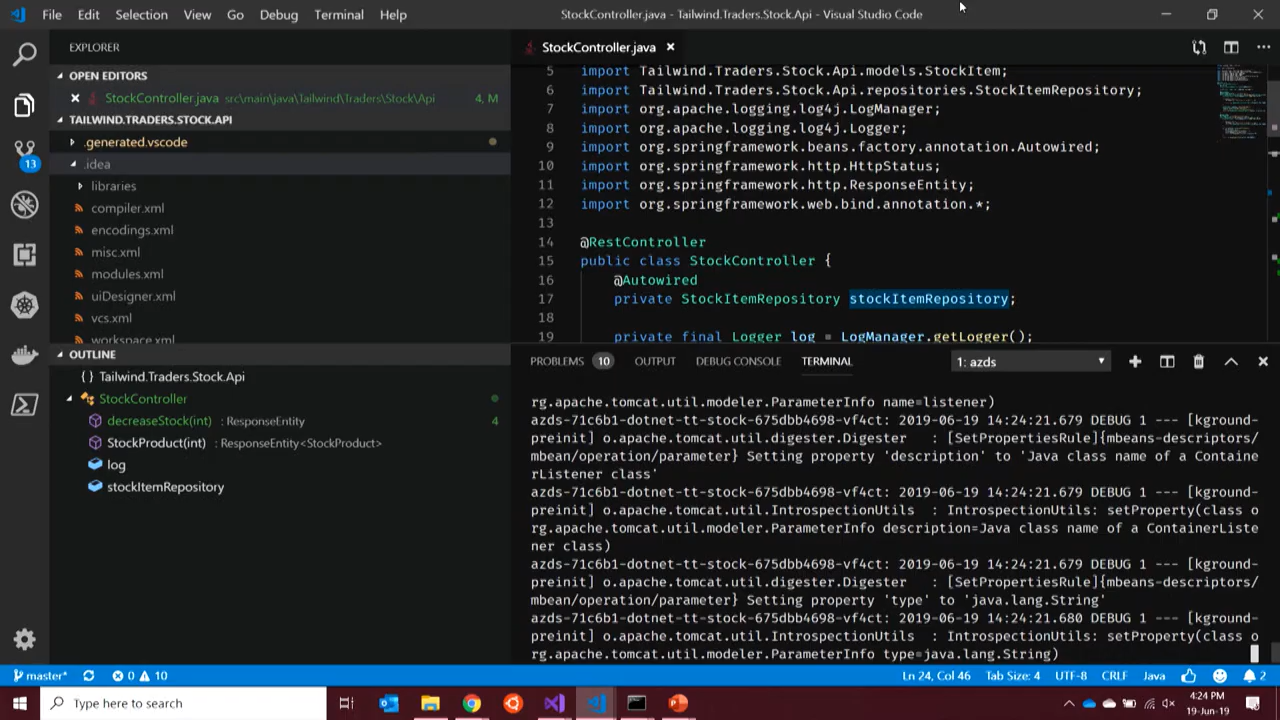 File Edit Selection View Go Debug Terminal Help
StockController.java - Tailwind.Traders.Stock.Api - Visual Studio Code
EXPLORER
OPEN EDITORS
StockController.java src\main\java\Tailwind\Traders\Stock\Api 4, M
TAILWIND.TRADERS.STOCK.API
.generated.vscode
.idea
libraries
compiler.xml
encodings.xml
misc.xml
modules.xml
uiDesigner.xml
vcs.xml
workspace.xml
13
OUTLINE
{ } Tailwind.Traders.Stock.Api
StockController
decreaseStock(int) : ResponseEntity 4
StockProduct(int) : ResponseEntity<StockProduct>
log
stockItemRepository
StockController.java
5 import Tailwind.Traders.Stock.Api.models.StockItem;
6 import Tailwind.Traders.Stock.Api.repositories.StockItemRepository;
7 import org.apache.logging.log4j.LogManager;
8 import org.apache.logging.log4j.Logger;
9 import org.springframework.beans.factory.annotation.Autowired;
10 import org.springframework.http.HttpStatus;
11 import org.springframework.http.ResponseEntity;
12 import org.springframework.web.bind.annotation.*;
13
14 @RestController
15 public class StockController {
16 @Autowired
17 private StockItemRepository stockItemRepository;
18
19 private final Logger log = LogManager.getLogger();
PROBLEMS 10 OUTPUT DEBUG CONSOLE TERMINAL 1: azds
rg.apache.tomcat.util.modeler.ParameterInfo name=listener)
azds-71c6b1-dotnet-tt-stock-675dbb4698-vf4ct: 2019-06-19 14:24:21.679 DEBUG 1 --- [kground-
preinit] o.apache.tomcat.util.digester.Digester : [SetPropertiesRule]{mbeans-descriptors/
mbean/operation/parameter} Setting property 'description' to 'Java class name of a Containe
rListener class'
azds-71c6b1-dotnet-tt-stock-675dbb4698-vf4ct: 2019-06-19 14:24:21.679 DEBUG 1 --- [kground-
preinit] o.apache.tomcat.util.IntrospectionUtils : IntrospectionUtils: setProperty(class o
rg.apache.tomcat.util.modeler.ParameterInfo description=Java class name of a ContainerListe
ner class)
azds-71c6b1-dotnet-tt-stock-675dbb4698-vf4ct: 2019-06-19 14:24:21.679 DEBUG 1 --- [kground-
preinit] o.apache.tomcat.util.digester.Digester : [SetPropertiesRule]{mbeans-descriptors/
mbean/operation/parameter} Setting property 'type' to 'java.lang.String'
azds-71c6b1-dotnet-tt-stock-675dbb4698-vf4ct: 2019-06-19 14:24:21.680 DEBUG 1 --- [kground-
preinit] o.apache.tomcat.util.IntrospectionUtils : IntrospectionUtils: setProperty(class o
rg.apache.tomcat.util.modeler.ParameterInfo type=java.lang.String)
master* 0 10 Ln 24, Col 46 Tab Size: 4 UTF-8 CRLF Java 2
Type here to search
4:24 PM
19-Jun-19